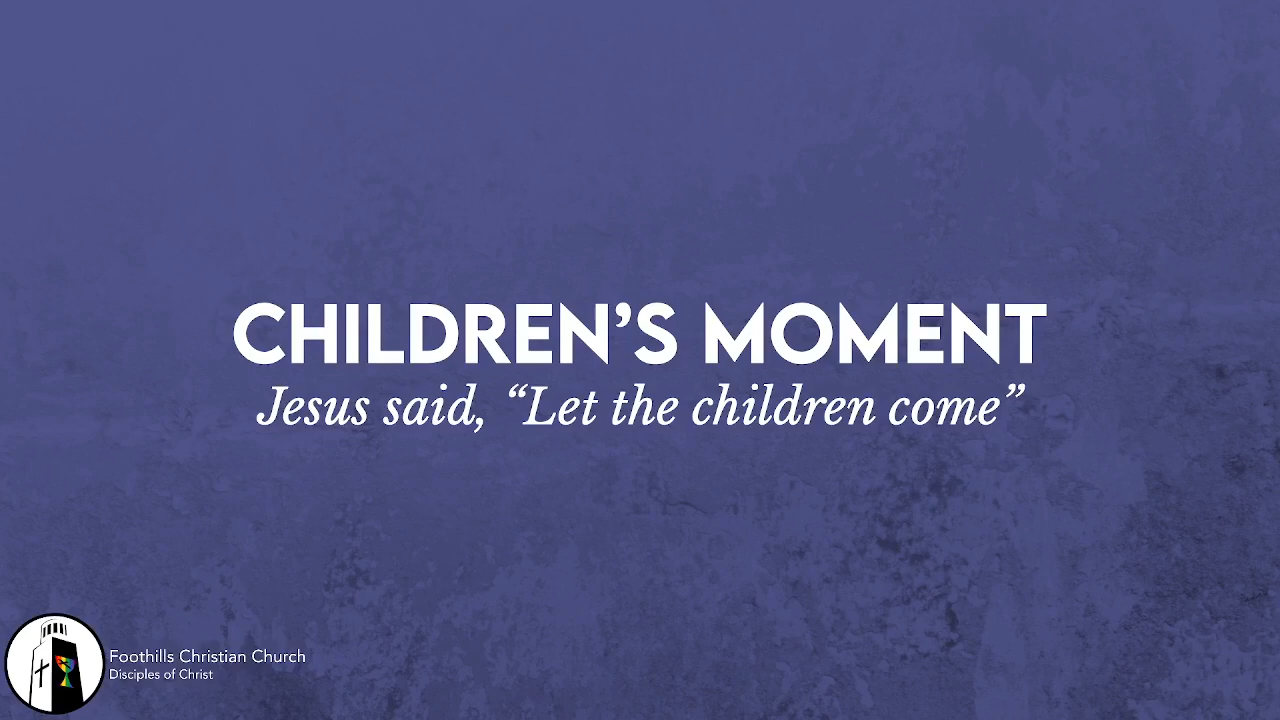 CHILDREN’S MOMENT
Jesus said, “Let the children come”
Foothills Christian Church
Disciples of Christ